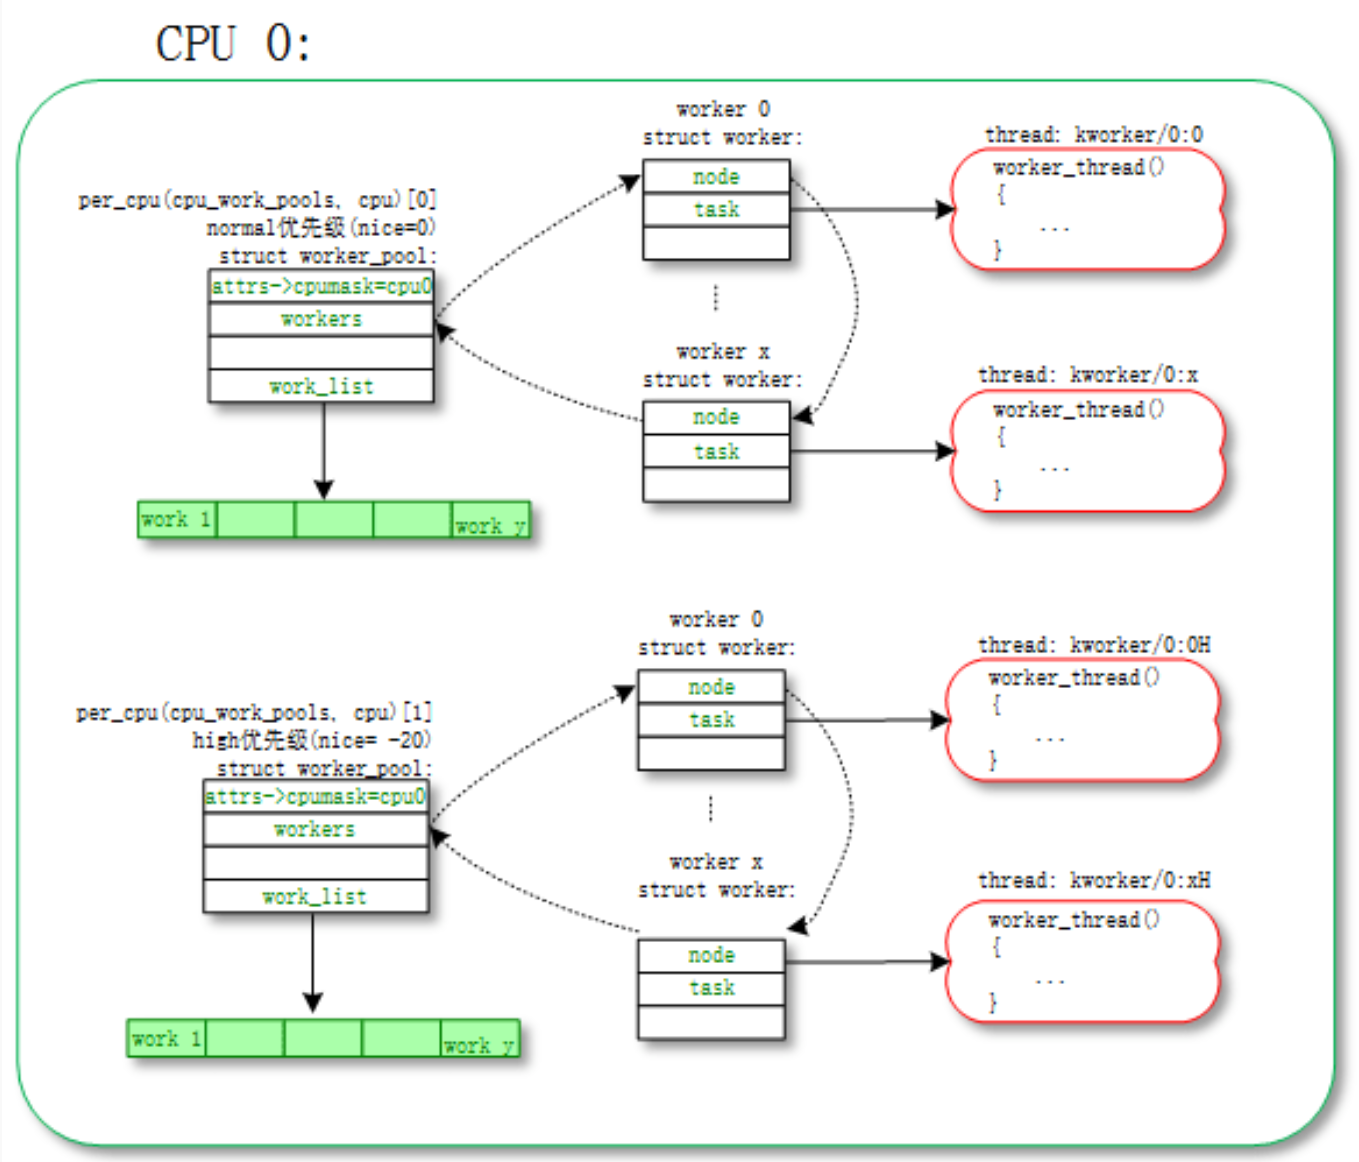 CPU 0:
worker 0
struct worker:
node
task
thread: kworker/0:0
worker_thread()
{
...
}
per_cpu(cpu_work_pools, cpu)[0]
normal优先级(nice=0)
struct worker_pool:
attrs->cpumask=cpu0
workers
work_list
worker x
struct worker:
node
task
thread: kworker/0:x
worker_thread()
{
...
}
work 1
work y
worker 0
struct worker:
node
task
thread: kworker/0:0H
worker_thread()
{
...
}
per_cpu(cpu_work_pools, cpu)[1]
high优先级(nice= -20)
struct worker_pool:
attrs->cpumask=cpu0
workers
work_list
worker x
struct worker:
node
task
thread: kworker/0:xH
worker_thread()
{
...
}
work 1
work y